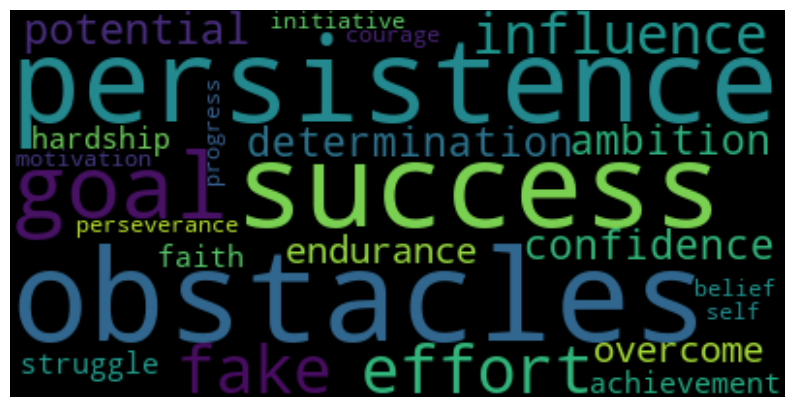 potential initiative courage influence
persistence
hardship progress determination ambition
motivation
goal success
perseverance
faith endurance confidence
obstacles belief
self
struggle fake effort overcome
achievement